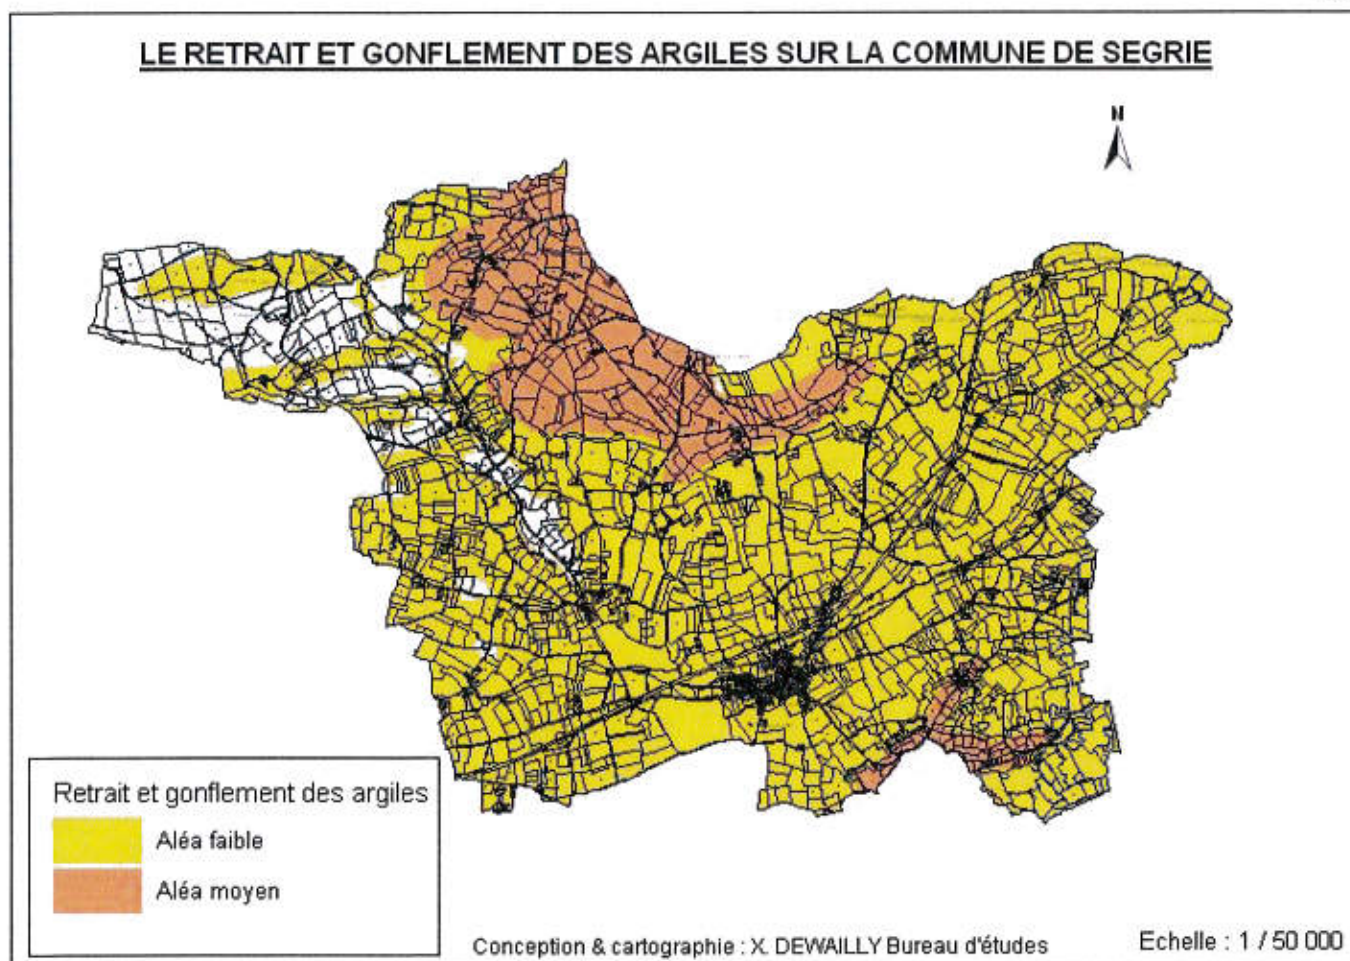 LE RETRAIT ET GONFLEMENT DES ARGILES SUR LA COMMUNE DE SEGRIE
N
Retrait et gonflement des argiles
Aléa faible
Aléa moyen
Conception & cartographie : X. DEWAILLY Bureau d'études
Echelle : 1 / 50 000